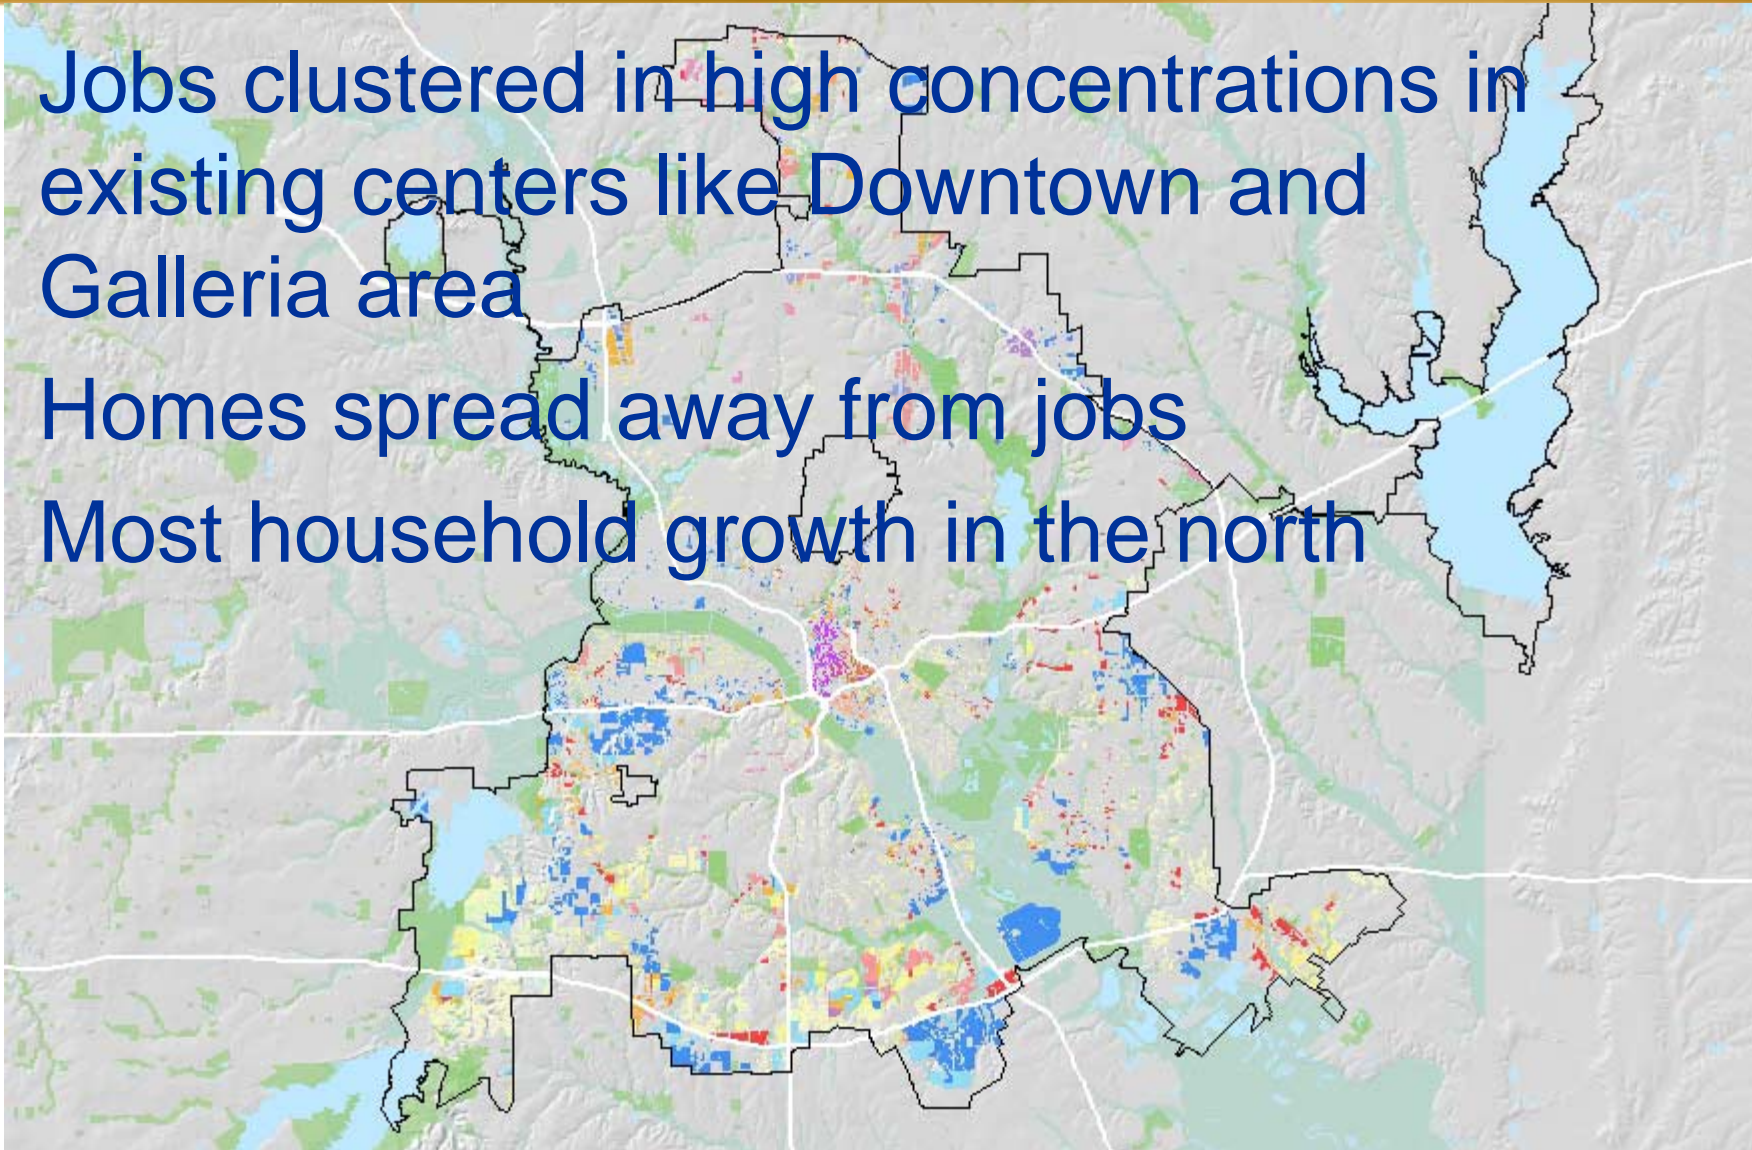 Jobs clustered in high concentrations in
existing centers like Downtown and
Galleria area
Homes spread away from jobs
Most household growth in the north